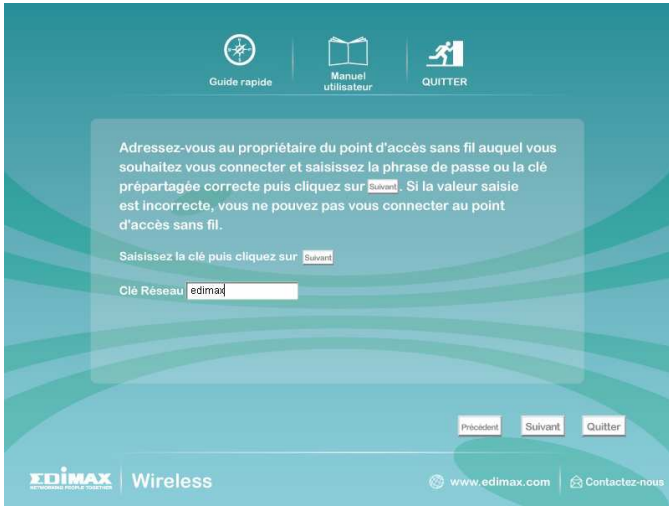 Guide rapide
Manuel
utilisateur
QUITTER
Adressez-vous au propriétaire du point d'accès sans fil auquel vous
souhaitez vous connecter et saisissez la phrase de passe ou la clé
prépartagée correcte puis cliquez sur Suivant. Si la valeur saisie
est incorrecte, vous ne pouvez pas vous connecter au point
d'accès sans fil.
Saisissez la clé puis cliquez sur Suivant
Clé Réseau edimax
Précédent Suivant Quitter
EDIMAX Wireless www.edimax.com Contactez-nous
NETWORKING PEOPLE TOGETHER